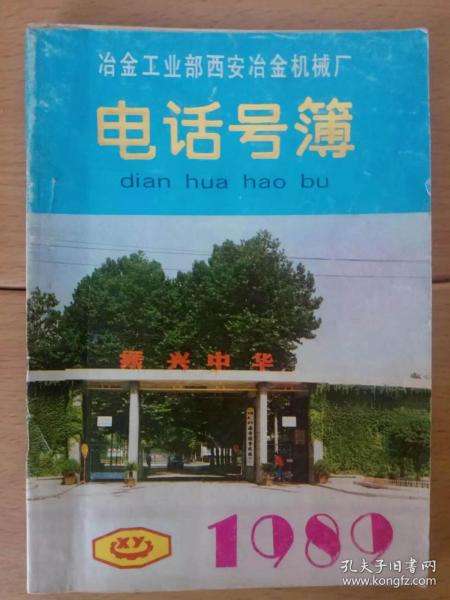 冶金工业部西安冶金机械厂
电话号簿
dian hua hao bu
振兴中华
XY
1989
孔夫子旧书网
www.kongfz.com